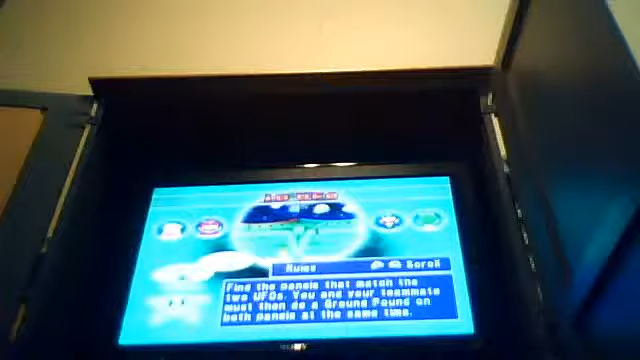 Rules
Scroll
Find the panels that match the
two UFOs. You and your teammate
must then do a Ground Pound on
both panels at the same time.